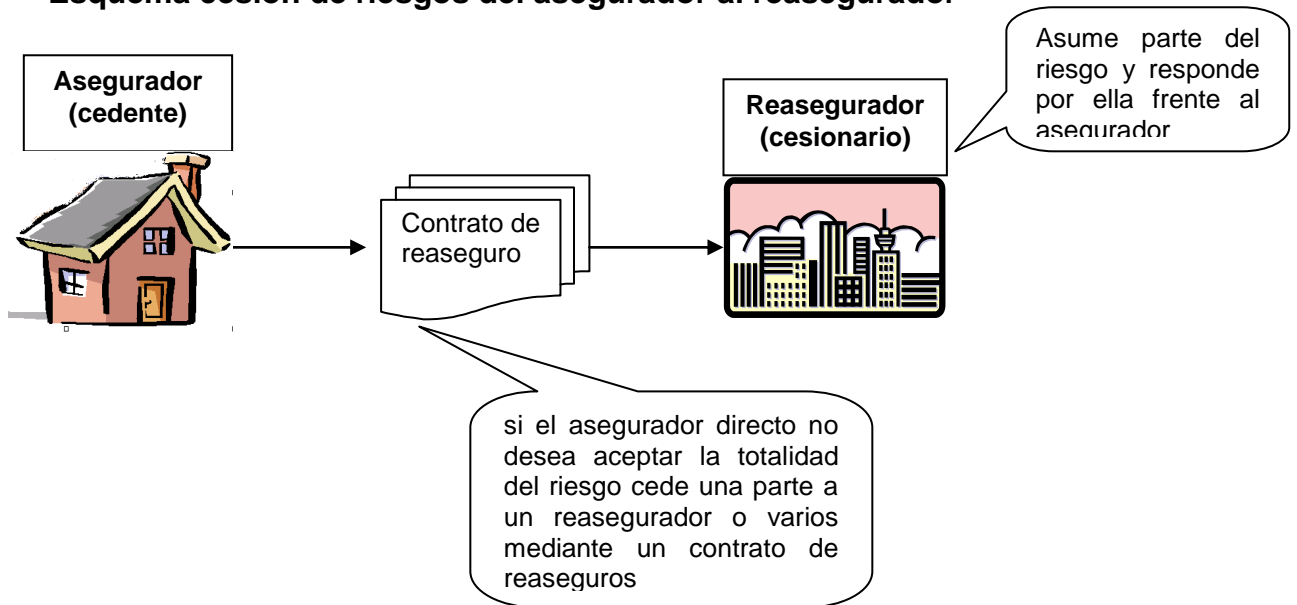 Esquema cesión de riesgos del asegurador al reasegurador
Asegurador
(cedente)
Contrato de
reaseguro
Reasegurador
(cesionario)
Asume parte del
riesgo y responde
por ella frente al
asegurador
si el asegurador directo no
desea aceptar la totalidad
del riesgo cede una parte a
un reasegurador o varios
mediante un contrato de
reaseguros